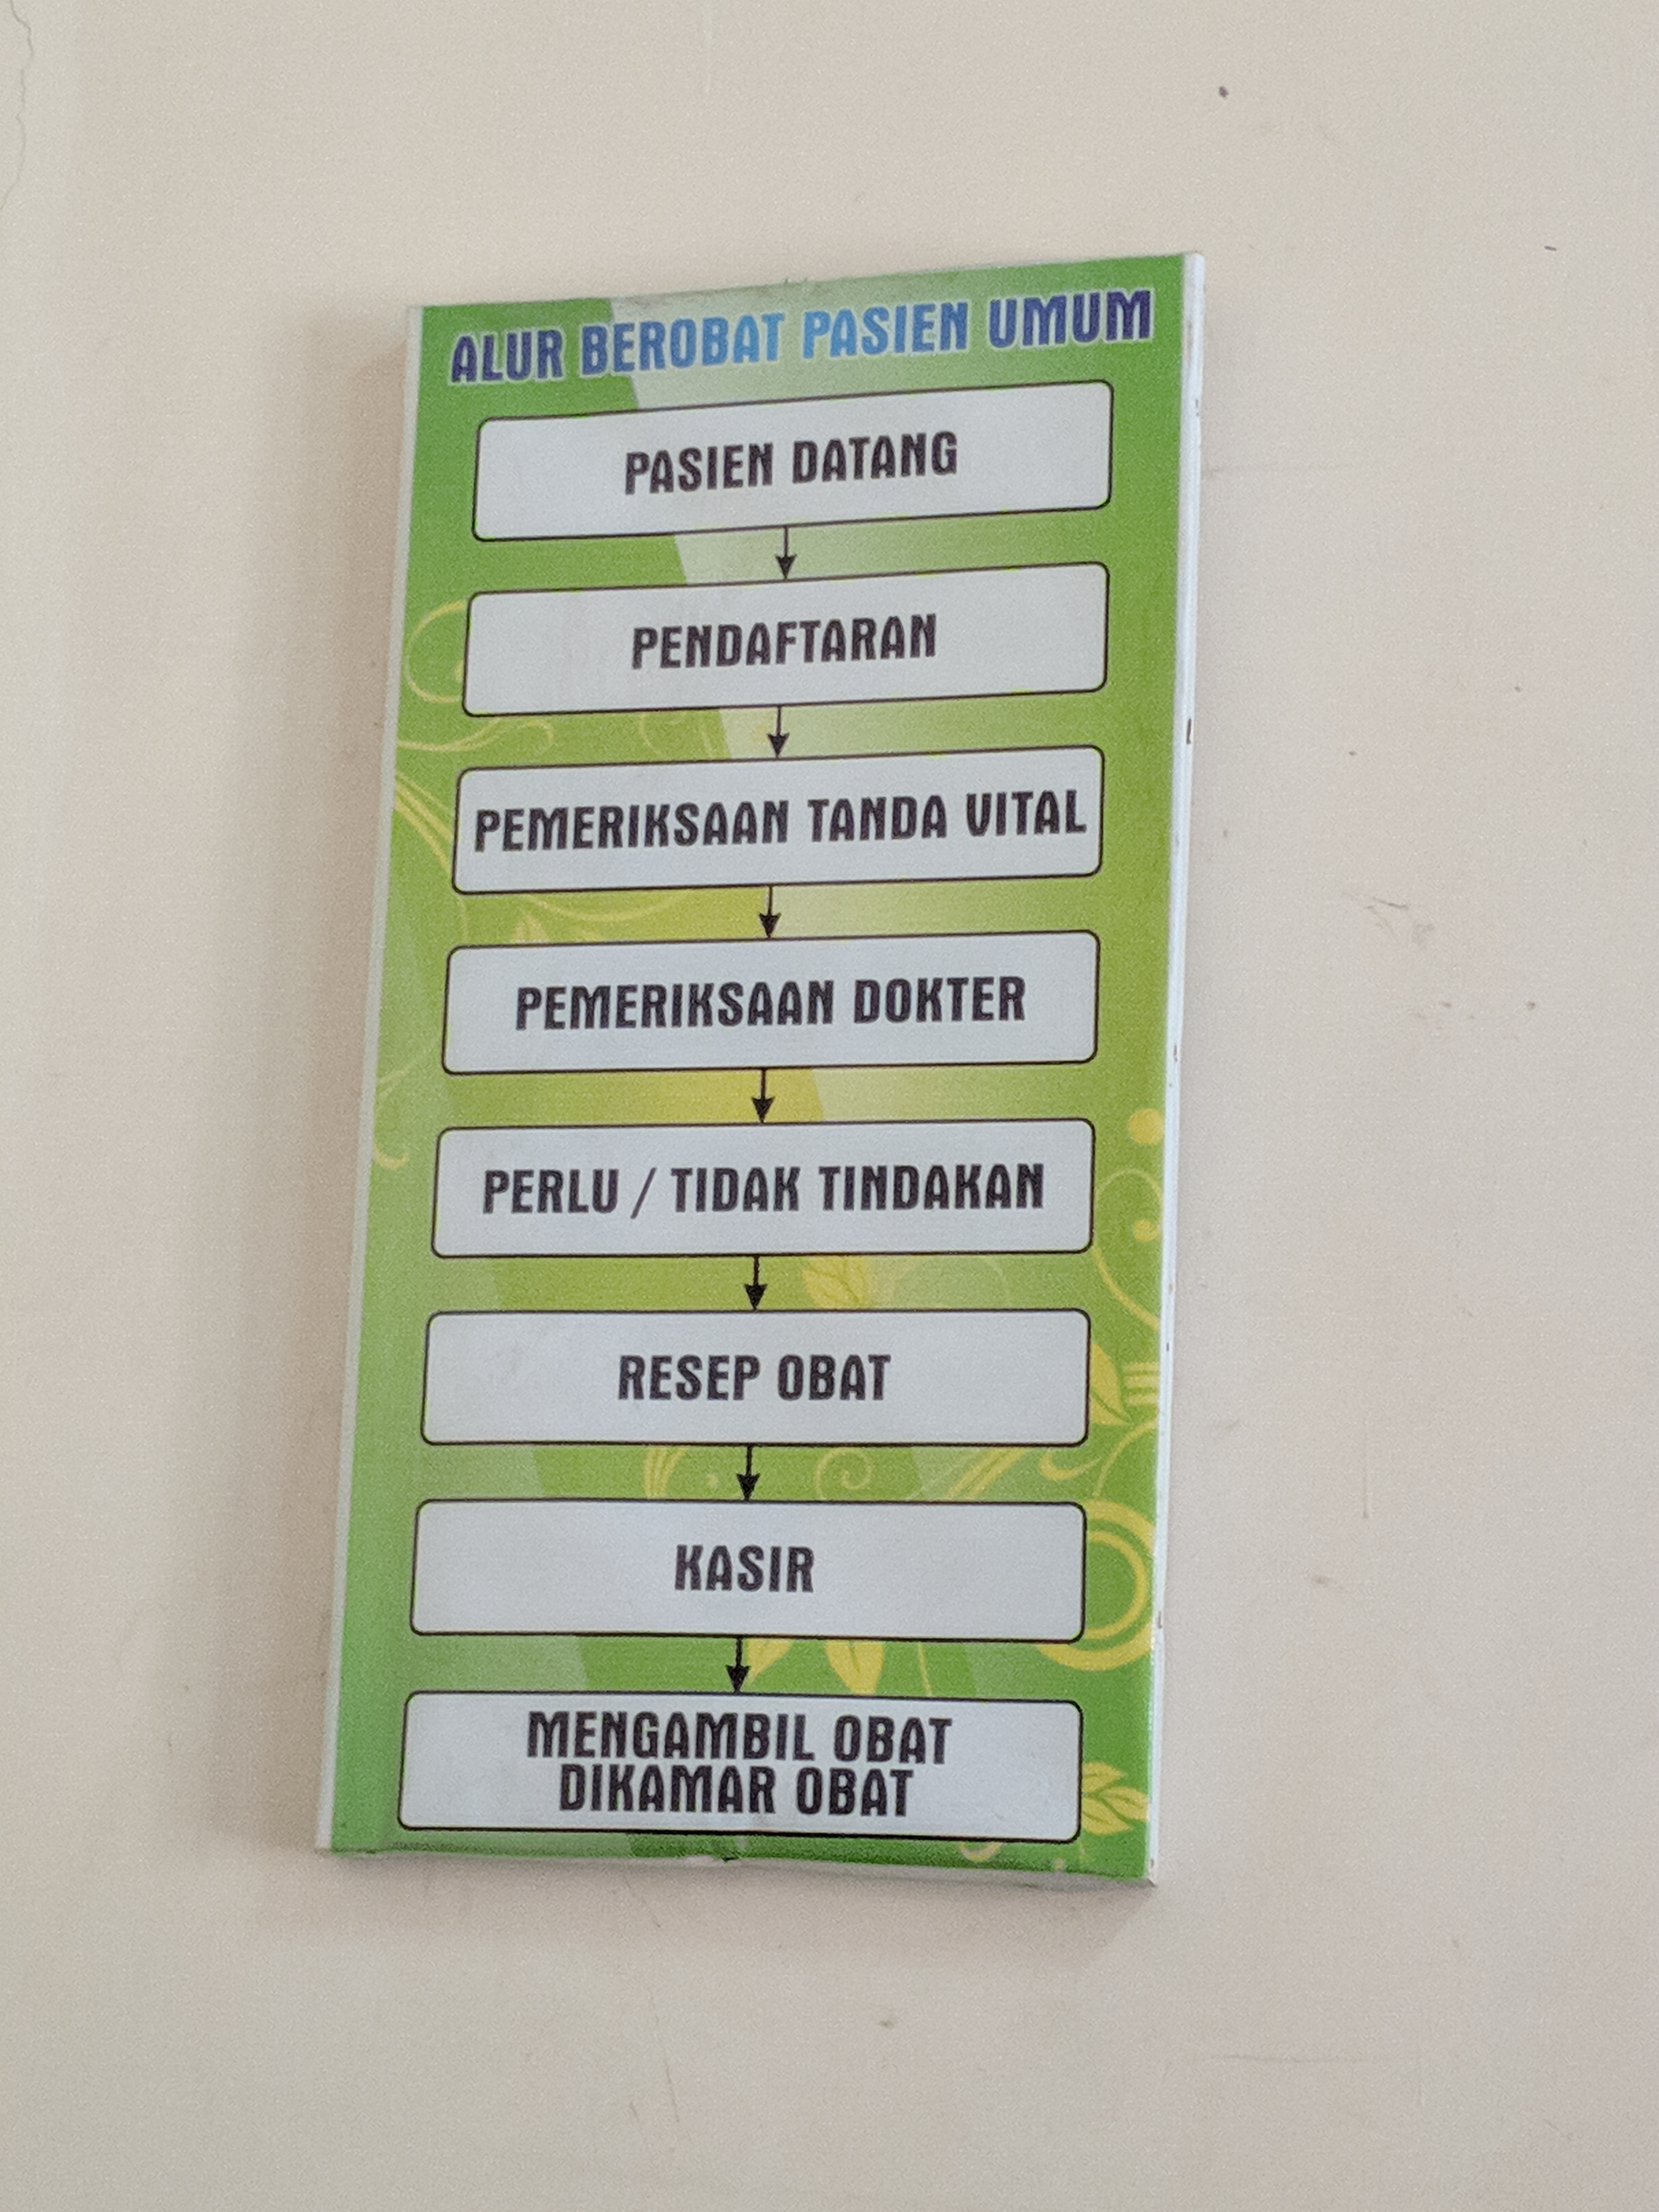 ALUR BEROBAT PASIEN UMUM
PASIEN DATANG
PENDAFTARAN
PEMERIKSAAN TANDA VITAL
PEMERIKSAAN DOKTER
PERLU / TIDAK TINDAKAN
RESEP OBAT
KASIR
MENGAMBIL OBAT
DIKAMAR OBAT